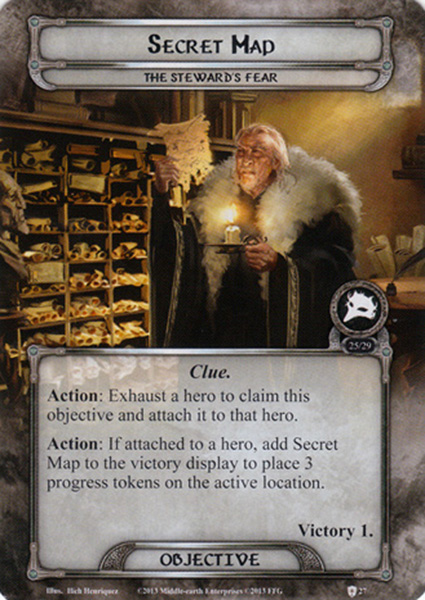 SECRET MAP
THE STEWARD'S FEAR
25/29
Clue.
Action: Exhaust a hero to claim this
objective and attach it to that hero.
Action: If attached to a hero, add Secret
Map to the victory display to place 3
progress tokens on the active location.
Victory 1.
OBJECTIVE
Illus. Ilich Henriquez ©2013 Middle-earth Enterprises ©2013 FFG 27